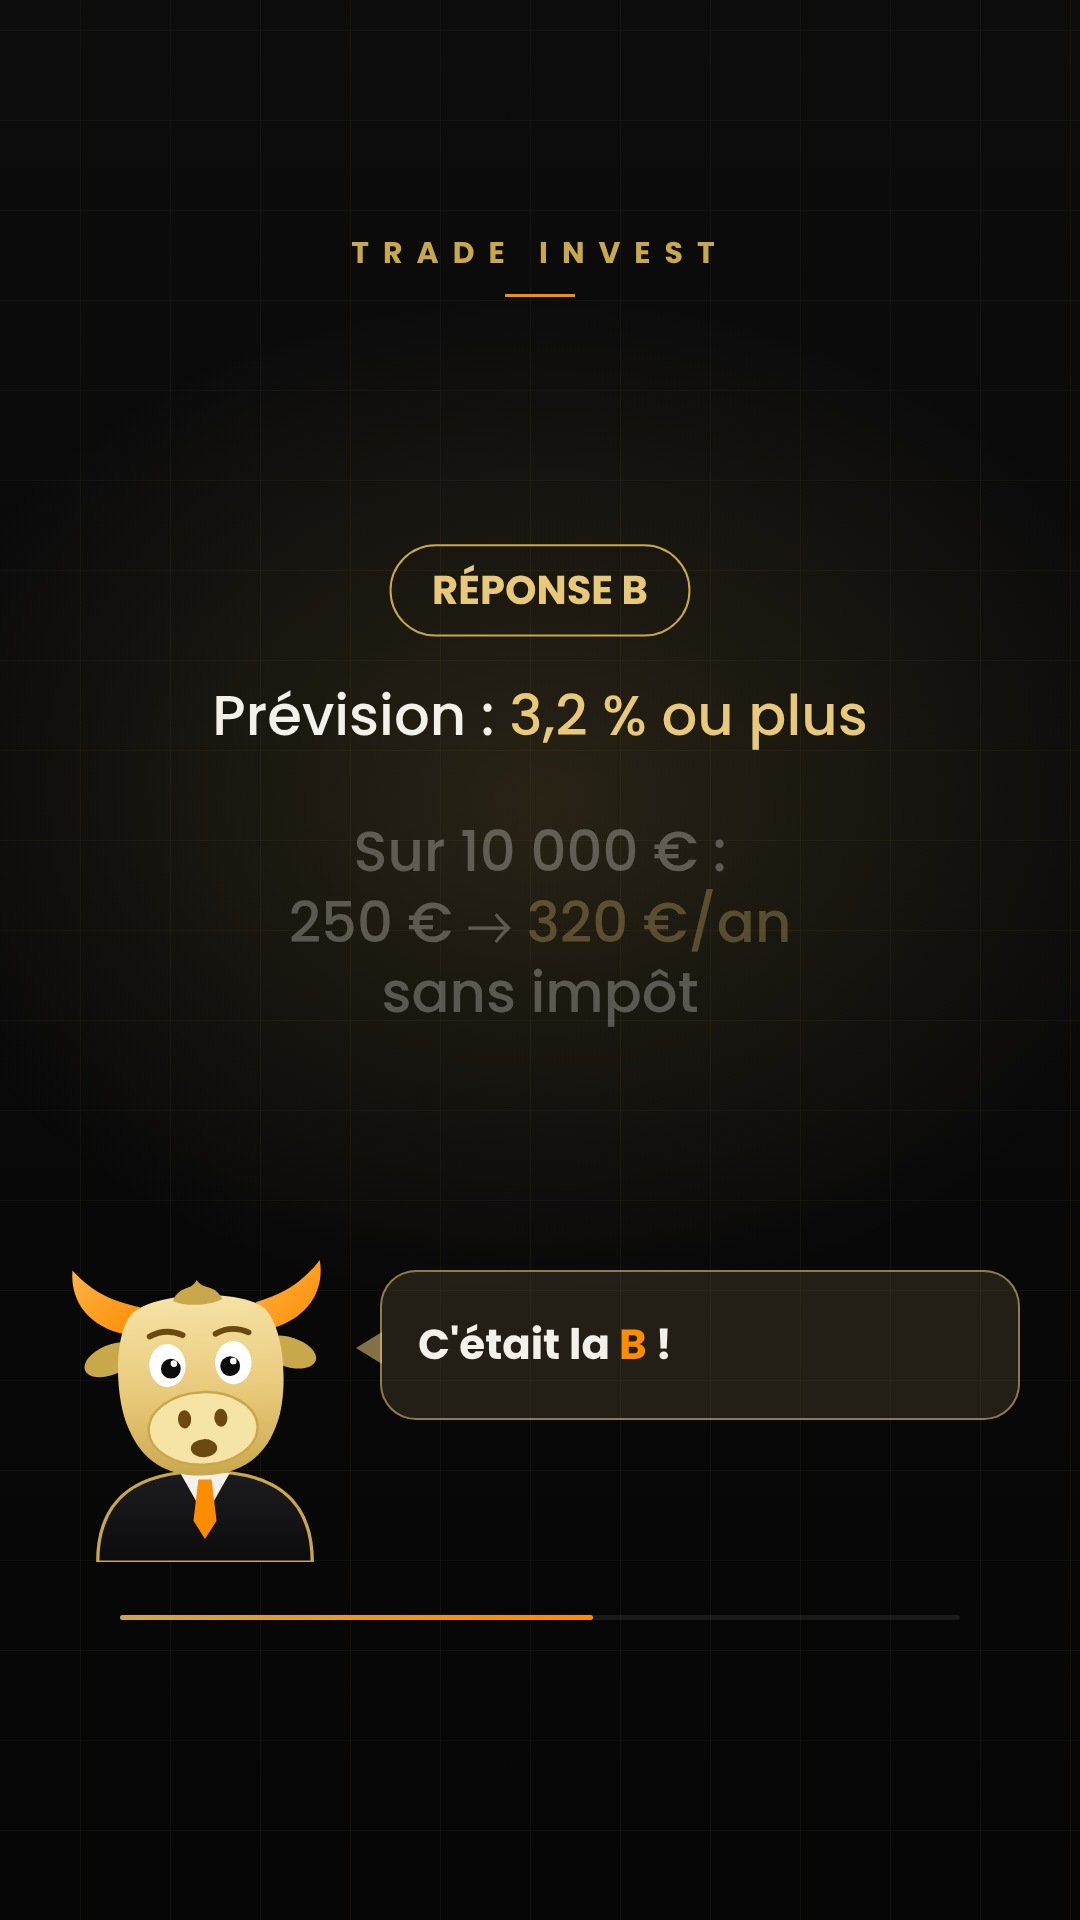 TRADE INVEST
RÉPONSE B
Prévision : 3,2 % ou plus
Sur 10 000 € :
250 € → 320 €/an
sans impôt
C'était la B !